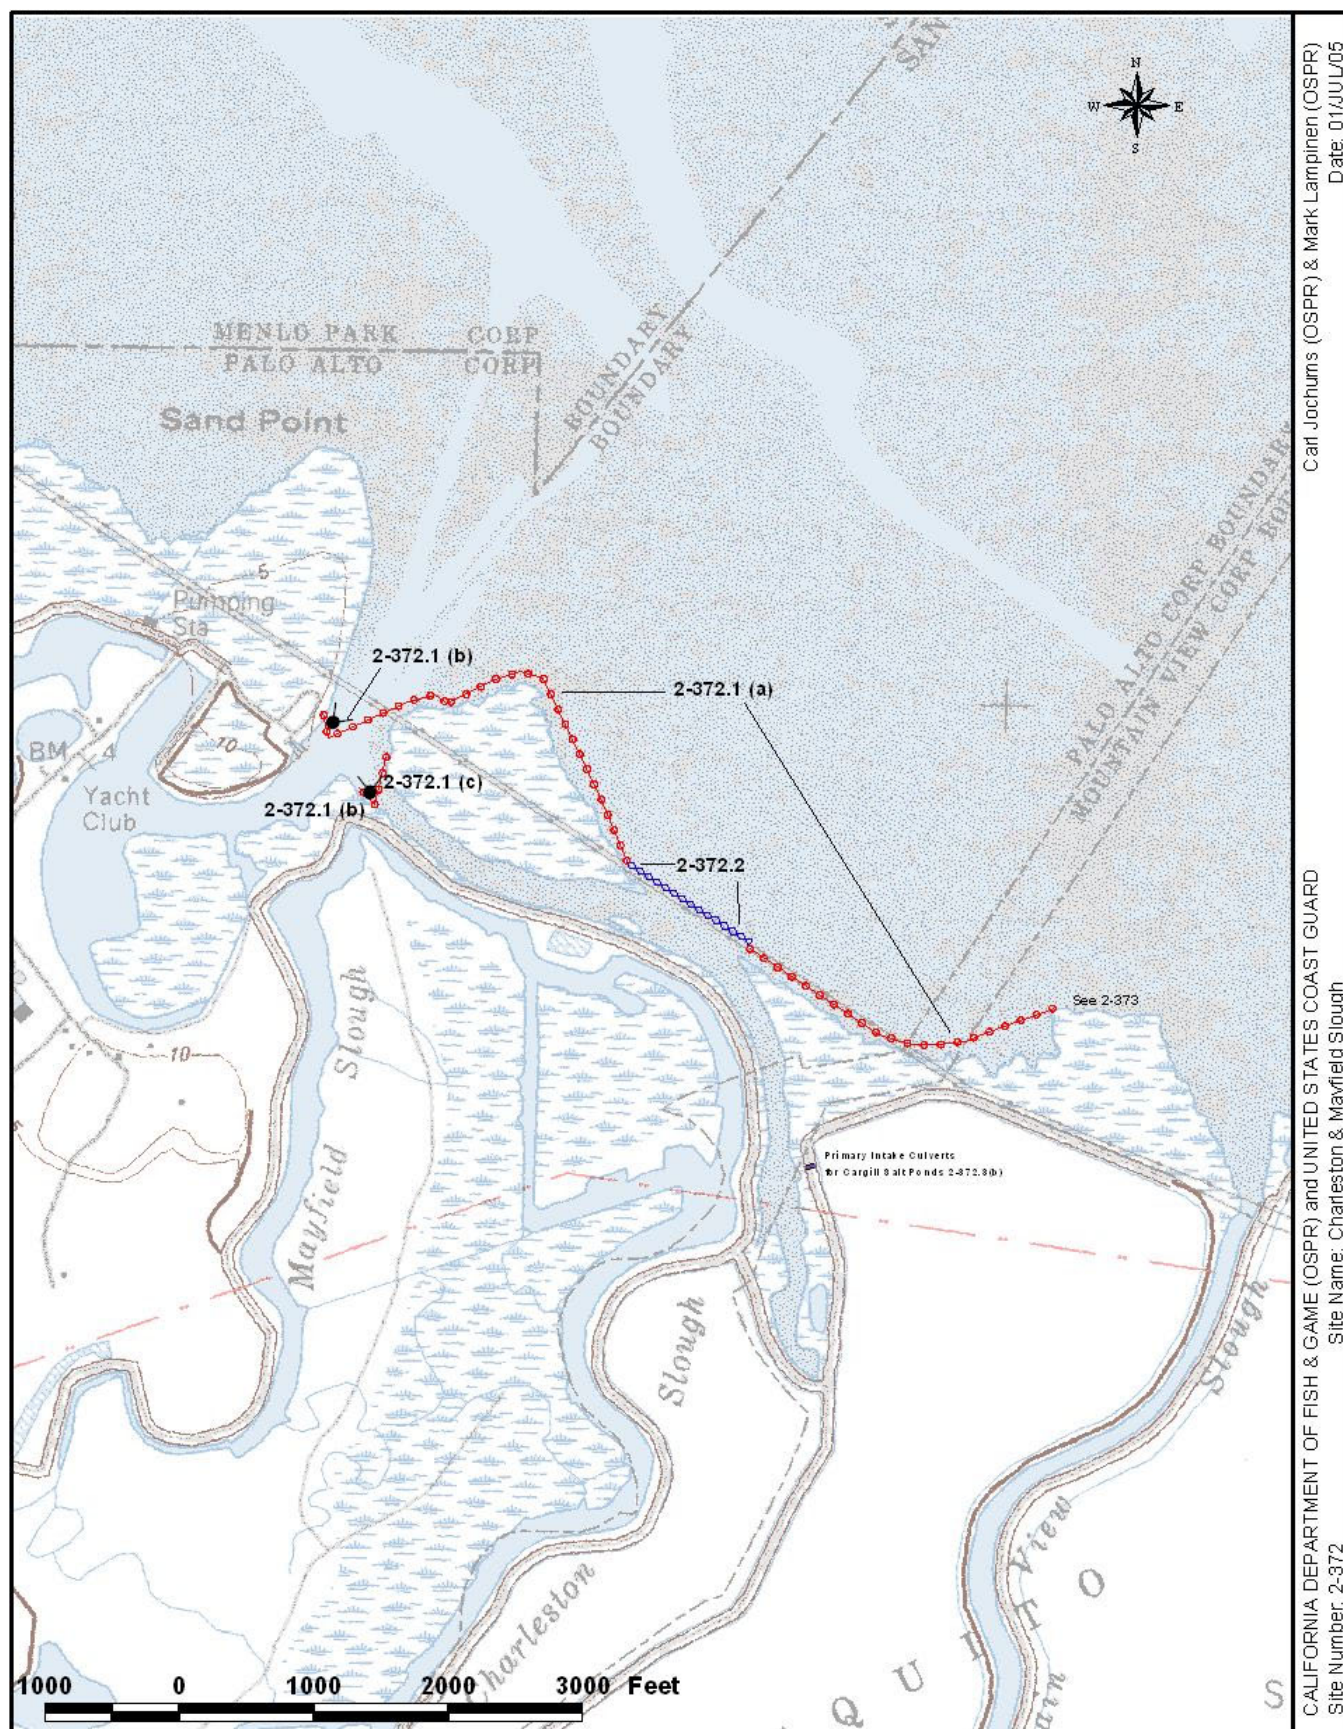 N
W E
S
SAN
MENLO PARK CORP
PALO ALTO CORP
BOUNDARY
BOUNDARY
Sand Point
PALO ALTO CORP BOUNDARY
MOUNTAIN VIEW CORP BOU
5
Pumping
Sta
2-372.1 (b)
2-372.1 (a)
10
BM 4
2-372.1 (c)
Yacht
Club
2-372.1 (b)
2-372.2
See 2-373
10
5
Mayfield Slough
Primary Intake Culverts
for Cargill Salt Ponds 2-372.3(b)
Charleston Slough
View Slough
Q U I T O
S
1000 0 1000 2000 3000 Feet
Carl Jochums (OSPR) & Mark Lampinen (OSPR)
Date: 01/JUL/05
CALIFORNIA DEPARTMENT OF FISH & GAME (OSPR) and UNITED STATES COAST GUARD
Site Number: 2-372 Site Name: Charleston & Mayfield Slough